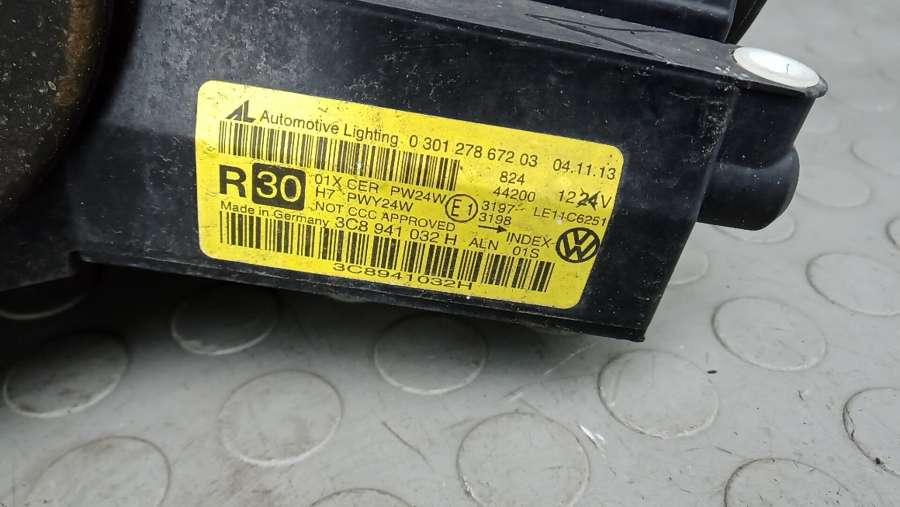 AL Automotive Lighting 0 301 278 672 03 04.11.13
824
44200 12 V
R 30 01X CER PW24W E1 3197 LE11C6251
H7 PWY24W 3198
NOT CCC APPROVED → INDEX
Made in Germany 3C8 941 032 H ALN 01S
VW
3C8941032H